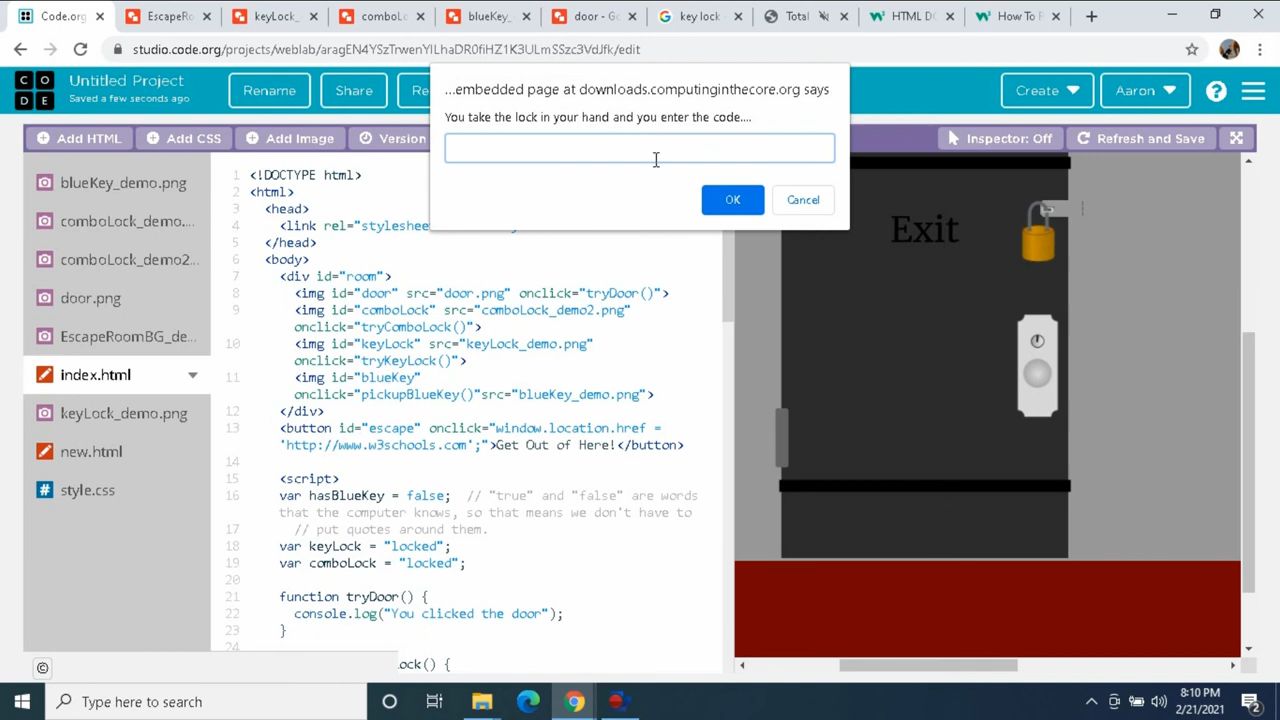 Code.org
EscapeRo
keyLock_
comboLc
blueKey_
door - Go
key lock
Total
HTML DO
How To R
studio.code.org/projects/weblab/aragEN4YSzTrwenYILhaDR0fiHZ1K3ULmSSzc3VdJfk/edit
C O
D E
Untitled Project
Saved a few seconds ago
Rename
Share
Re
Create
Aaron
Add HTML
Add CSS
Add Image
Version
Inspector: Off
Refresh and Save
...embedded page at downloads.computinginthecore.org says
You take the lock in your hand and you enter the code....
OK
Cancel
blueKey_demo.png
comboLock_demo....
comboLock_demo2...
door.png
EscapeRoomBG_de...
index.html
keyLock_demo.png
new.html
style.css
1 <!DOCTYPE html>
2 <html>
3 <head>
4 <link rel="stylesheet"
5 </head>
6 <body>
7 <div id="room">
8 <img id="door" src="door.png" onclick="tryDoor()">
9 <img id="comboLock" src="comboLock_demo2.png"
onclick="tryComboLock()">
10 <img id="keyLock" src="keyLock_demo.png"
onclick="tryKeyLock()">
11 <img id="blueKey"
onclick="pickupBlueKey()"src="blueKey_demo.png">
12 </div>
13 <button id="escape" onclick="window.location.href =
'http://www.w3schools.com';">Get Out of Here!</button>
14
15 <script>
16 var hasBlueKey = false; // "true" and "false" are words
that the computer knows, so that means we don't have to
17 // put quotes around them.
18 var keyLock = "locked";
19 var comboLock = "locked";
20
21 function tryDoor() {
22 console.log("You clicked the door");
23 }
24
ock() {
Exit
Type here to search
8:10 PM
2/21/2021
2